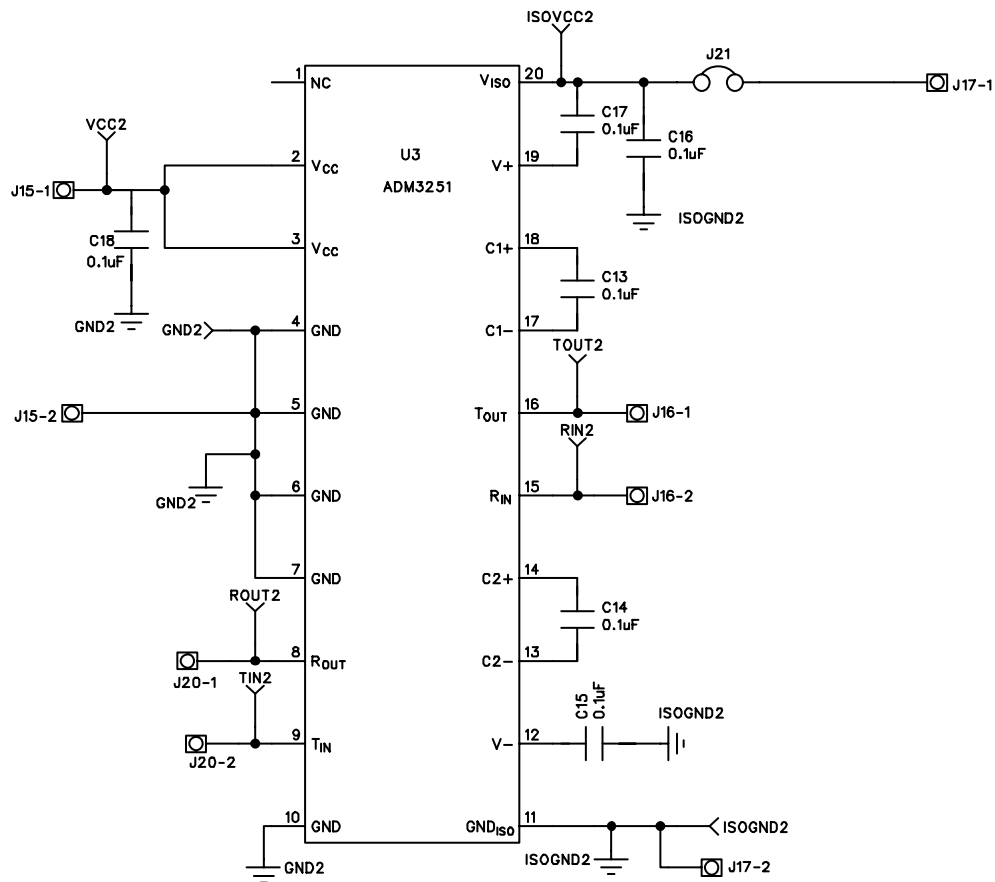 ISOVCC2
J21
1
NC
VISO
20
J17-1
C17
0.1uF
C16
0.1uF
VCC2
U3
ADM3251
2
VCC
V+
19
J15-1
ISOGND2
C18
0.1uF
3
VCC
C1+
18
C13
0.1uF
GND2
GND2
4
GND
C1-
17
TOUT2
J15-2
5
GND
TOUT
16
J16-1
RIN2
GND2
6
GND
RIN
15
J16-2
7
GND
C2+
14
ROUT2
C14
0.1uF
J20-1
8
ROUT
C2-
13
TIN2
C15
0.1uF
ISOGND2
J20-2
9
TIN
V-
12
10
GND
GNDISO
11
ISOGND2
GND2
ISOGND2
J17-2